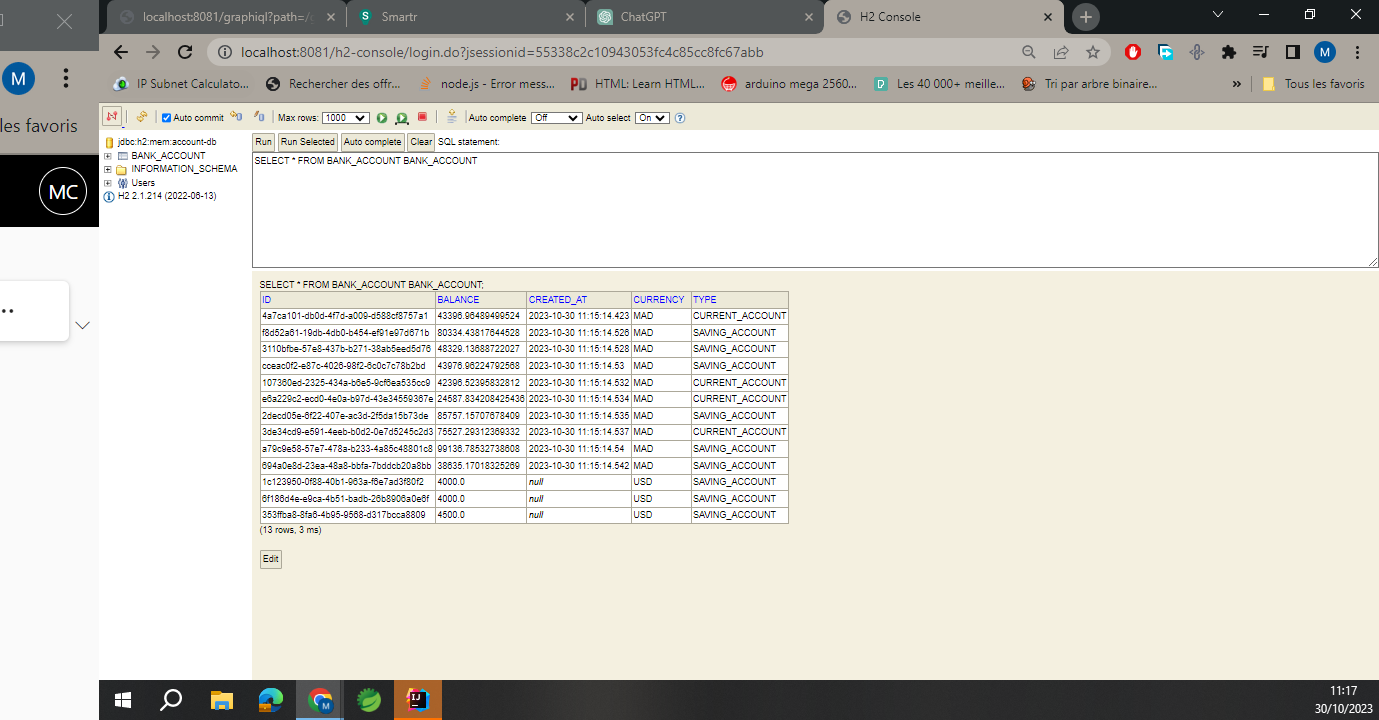 localhost:8081/graphiql?path=/g
Smartr
ChatGPT
H2 Console
localhost:8081/h2-console/login.do?jsessionid=55338c2c10943053fc4c85cc8fc67abb
M
M
IP Subnet Calculato...
Rechercher des offr...
node.js - Error mess...
PD HTML: Learn HTML...
arduino mega 2560...
D Les 40 000+ meille...
Tri par arbre binaire...
»
Tous les favoris
les favoris
MC
Auto commit
Max rows: 1000
Auto complete Off
Auto select On
jdbc:h2:mem:account-db
BANK_ACCOUNT
INFORMATION_SCHEMA
Users
H2 2.1.214 (2022-06-13)
Run Run Selected Auto complete Clear SQL statement:
SELECT * FROM BANK_ACCOUNT BANK_ACCOUNT
SELECT * FROM BANK_ACCOUNT BANK_ACCOUNT;
ID BALANCE CREATED_AT CURRENCY TYPE
4a7ca101-db0d-4f7d-a009-d588cf8757a1 43396.96489499524 2023-10-30 11:15:14.423 MAD CURRENT_ACCOUNT
f8d52a61-19db-4db0-b454-ef91e97d671b 80334.43817644528 2023-10-30 11:15:14.526 MAD SAVING_ACCOUNT
3110bfbe-57e8-437b-b271-38ab5eed5d76 48329.13688722027 2023-10-30 11:15:14.528 MAD SAVING_ACCOUNT
cceac0f2-e87c-4026-98f2-6c0c7c78b2bd 43976.96224792568 2023-10-30 11:15:14.53 MAD SAVING_ACCOUNT
107360ed-2325-434a-b6e5-9cf6ea535cc9 42396.52395832812 2023-10-30 11:15:14.532 MAD CURRENT_ACCOUNT
e6a229c2-ecd0-4e0a-b97d-43e34559367e 24587.834208425436 2023-10-30 11:15:14.534 MAD CURRENT_ACCOUNT
2decd05e-6f22-407e-ac3d-2f5da15b73de 85757.15707678409 2023-10-30 11:15:14.535 MAD SAVING_ACCOUNT
3de34cd9-e591-4eeb-b0d2-0e7d5245c2d3 75527.29312369332 2023-10-30 11:15:14.537 MAD CURRENT_ACCOUNT
a79c9e58-57e7-478a-b233-4a85c48801c8 99136.78532738608 2023-10-30 11:15:14.54 MAD SAVING_ACCOUNT
694a0e8d-23ea-48a8-bbfa-7bddcb20a8bb 38635.17018325269 2023-10-30 11:15:14.542 MAD SAVING_ACCOUNT
1c123950-0f88-40b1-963a-f6e7ad3f80f2 4000.0 null USD SAVING_ACCOUNT
6f186d4e-e9ca-4b51-badb-26b8906a0e6f 4000.0 null USD SAVING_ACCOUNT
353ffba8-8fa6-4b95-9568-d317bcca8809 4500.0 null USD SAVING_ACCOUNT
(13 rows, 3 ms)
Edit
11:17
30/10/2023